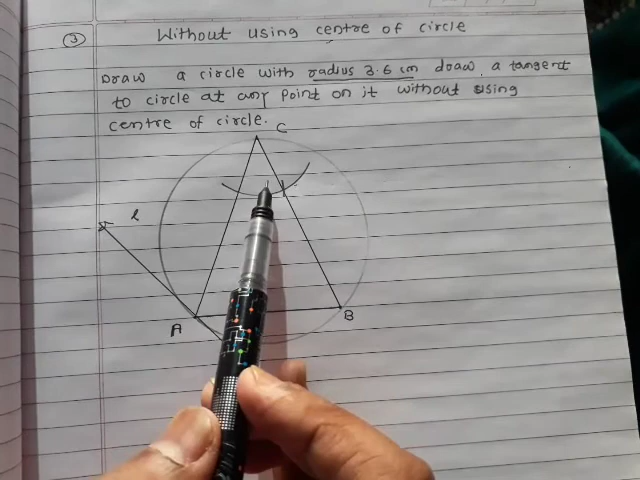 ③ Without using centre of circle
Draw a circle with radius 3.6 cm draw a tangent
to circle at any point on it without using
centre of circle.
C
l
A
B